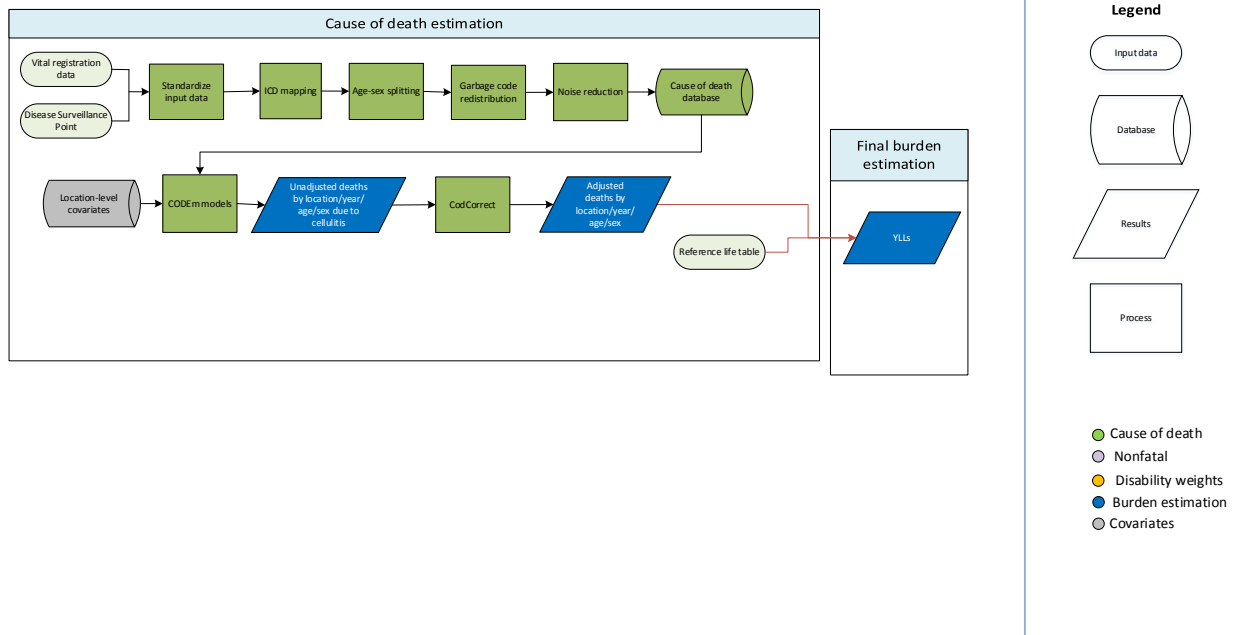 Cause of death estimation
Vital registration
data
Disease Surveillance
Point
Standardize
input data
ICD mapping
Age-sex splitting
Garbage code
redistribution
Noise reduction
Cause of death
database
Location-level
covariates
CODEm models
Unadjusted deaths
by location/year/
age/sex due to
cellulitis
CodCorrect
Adjusted
deaths by
location/year/
age/sex
Reference life table
Final burden
estimation
YLLs
Legend
Input data
Database
Results
Process
Cause of death
Nonfatal
Disability weights
Burden estimation
Covariates